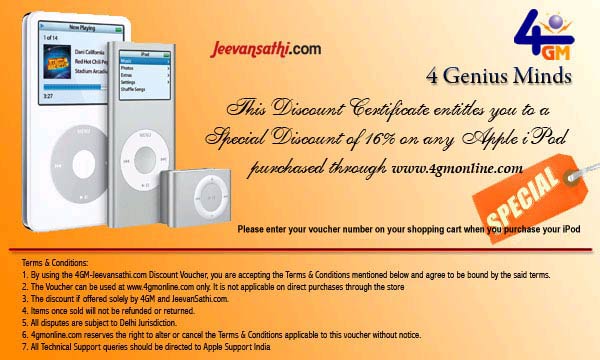 Now Playing
1 of 14
Dani California
Red Hot Chili Pep
Stadium Arcadiu
3:27
MENU
iPod
Music
Photos
Extras
Settings
Shuffle Songs
MENU
Jeevansathi.com
4
GM
4 Genius Minds
This Discount Certificate entitles you to a
Special Discount of 16% on any Apple iPod
purchased through www.4gmonline.com
SPECIAL
Please enter your voucher number on your shopping cart when you purchase your iPod
Terms & Conditions:
1. By using the 4GM-Jeevansathi.com Discount Voucher, you are accepting the Terms & Conditions mentioned below and agree to be bound by the said terms.
2. The Voucher can be used at www.4gmonline.com only. It is not applicable on direct purchases through the store
3. The discount if offered solely by 4GM and JeevanSathi.com.
4. Items once sold will not be refunded or returned.
5. All disputes are subject to Delhi Jurisdiction.
6. 4gmonline.com reserves the right to alter or cancel the Terms & Conditions applicable to this voucher without notice.
7. All Technical Support queries should be directed to Apple Support India